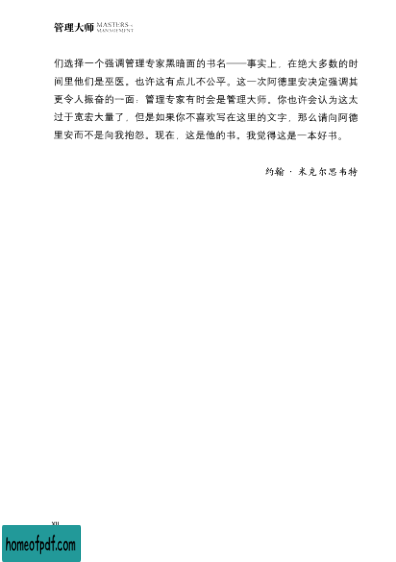 管理大师 MASTERS OF MANAGEMENT
们选择一个强调管理专家黑暗面的书名——事实上，在绝大多数的时
间里他们是巫医。也许这有点儿不公平。这一次阿德里安决定强调其
更令人振奋的一面：管理专家有时会是管理大师。你也许会认为这太
过于宽宏大量了，但是如果你不喜欢写在这里的文字，那么请向阿德
里安而不是向我抱怨。现在，这是他的书。我觉得这是一本好书。
约翰·米克尔思韦特
XII
homeofpdf.com